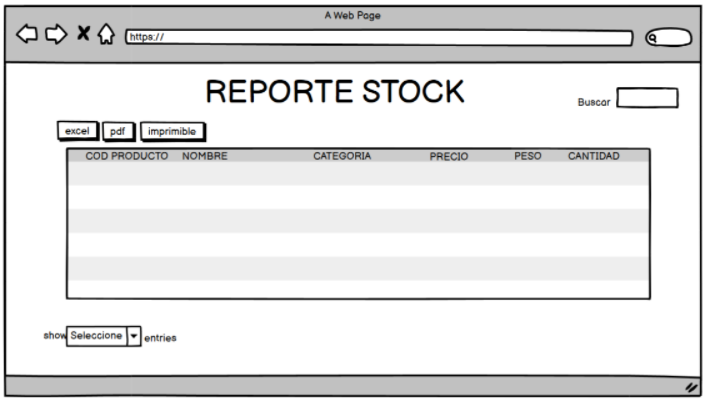 A Web Page
https://
REPORTE STOCK
Buscar
excel pdf imprimible
COD PRODUCTO NOMBRE CATEGORIA PRECIO PESO CANTIDAD
show Seleccione entries